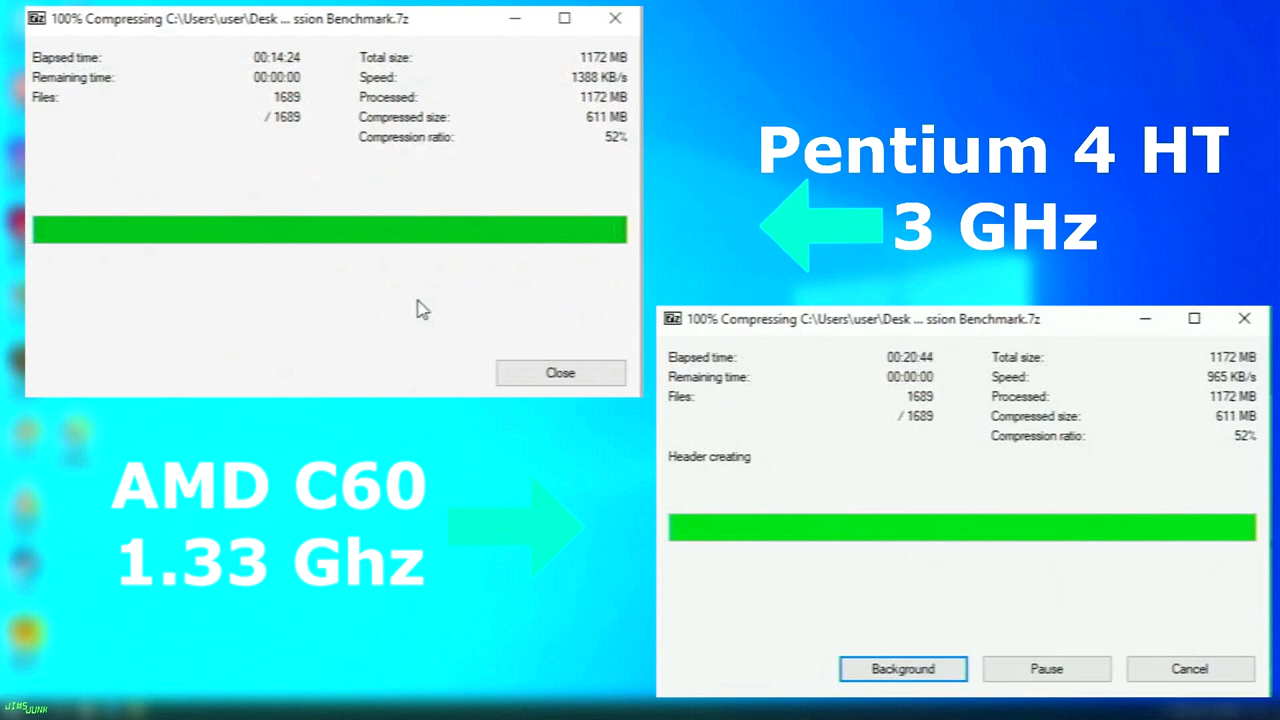 7z 100% Compressing C:\Users\user\Desk ... ssion Benchmark.7z
Elapsed time: 00:14:24 Total size: 1172 MB
Remaining time: 00:00:00 Speed: 1388 KB/s
Files: 1689 Processed: 1172 MB
/ 1689 Compressed size: 611 MB
Compression ratio: 52%
Close
Pentium 4 HT
3 GHz
AMD C60
1.33 Ghz
7z 100% Compressing C:\Users\user\Desk ... ssion Benchmark.7z
Elapsed time: 00:20:44 Total size: 1172 MB
Remaining time: 00:00:00 Speed: 965 KB/s
Files: 1689 Processed: 1172 MB
/ 1689 Compressed size: 611 MB
Compression ratio: 52%
Header creating
Background Pause Cancel
JIMS JUNK